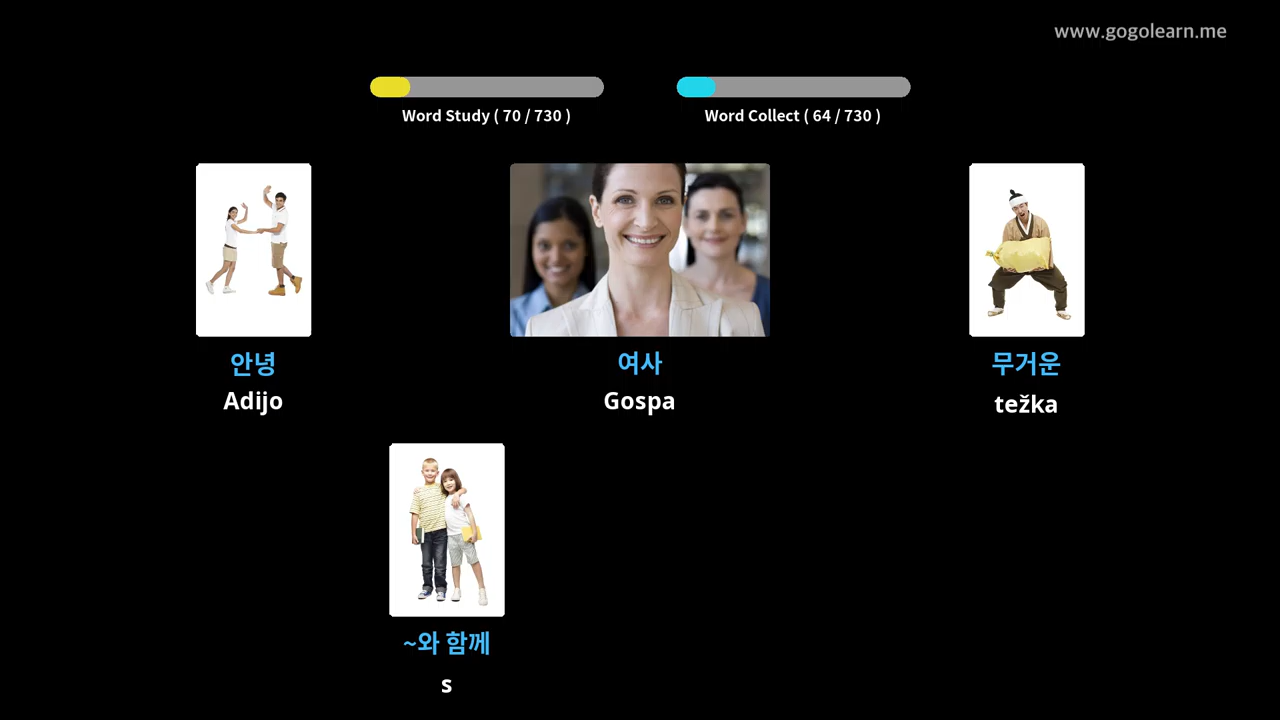 www.gogolearn.me
Word Study ( 70 / 730 )
Word Collect ( 64 / 730 )
안녕
Adijo
여사
Gospa
무거운
težka
~와 함께
s